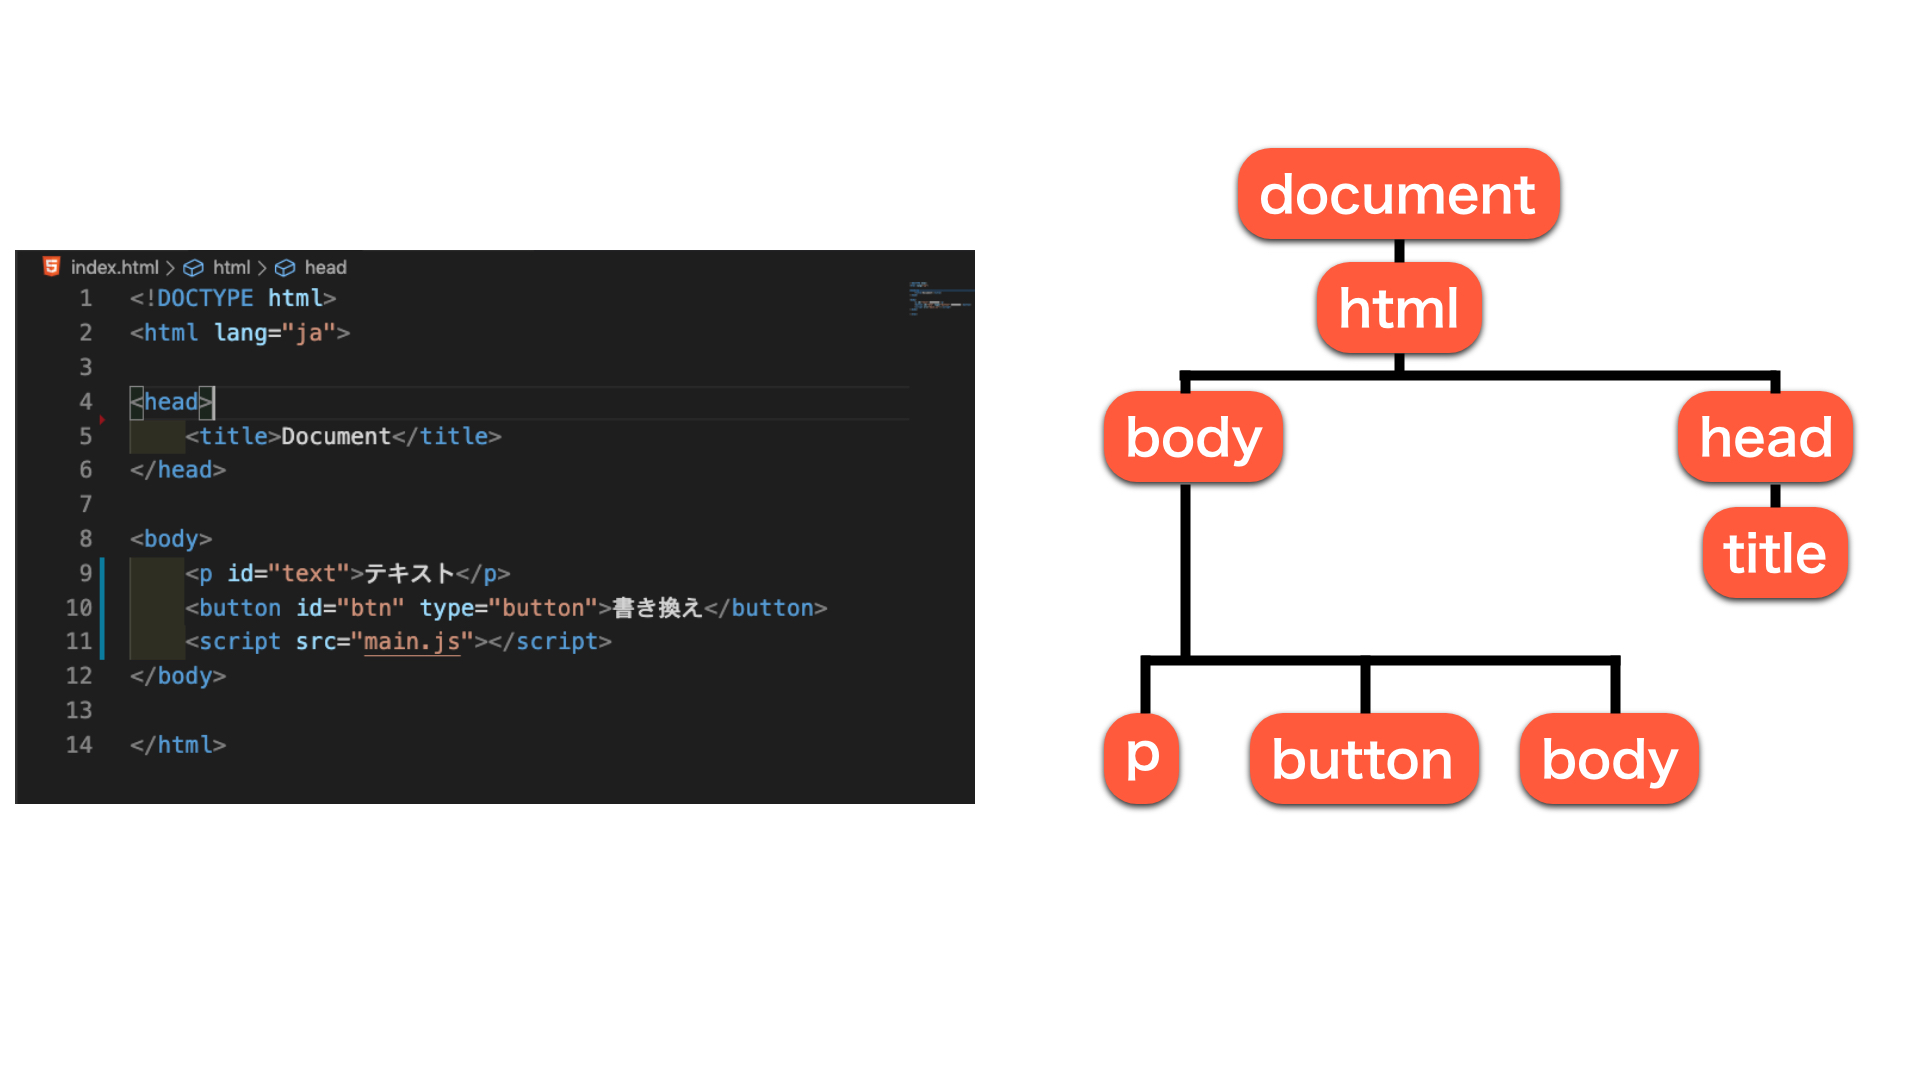 index.html > html > head
1 <!DOCTYPE html>
2 <html lang="ja">
3
4 <head>
5 <title>Document</title>
6 </head>
7
8 <body>
9 <p id="text">テキスト</p>
10 <button id="btn" type="button">書き換え</button>
11 <script src="main.js"></script>
12 </body>
13
14 </html>
document
html
body
head
title
p
button
body